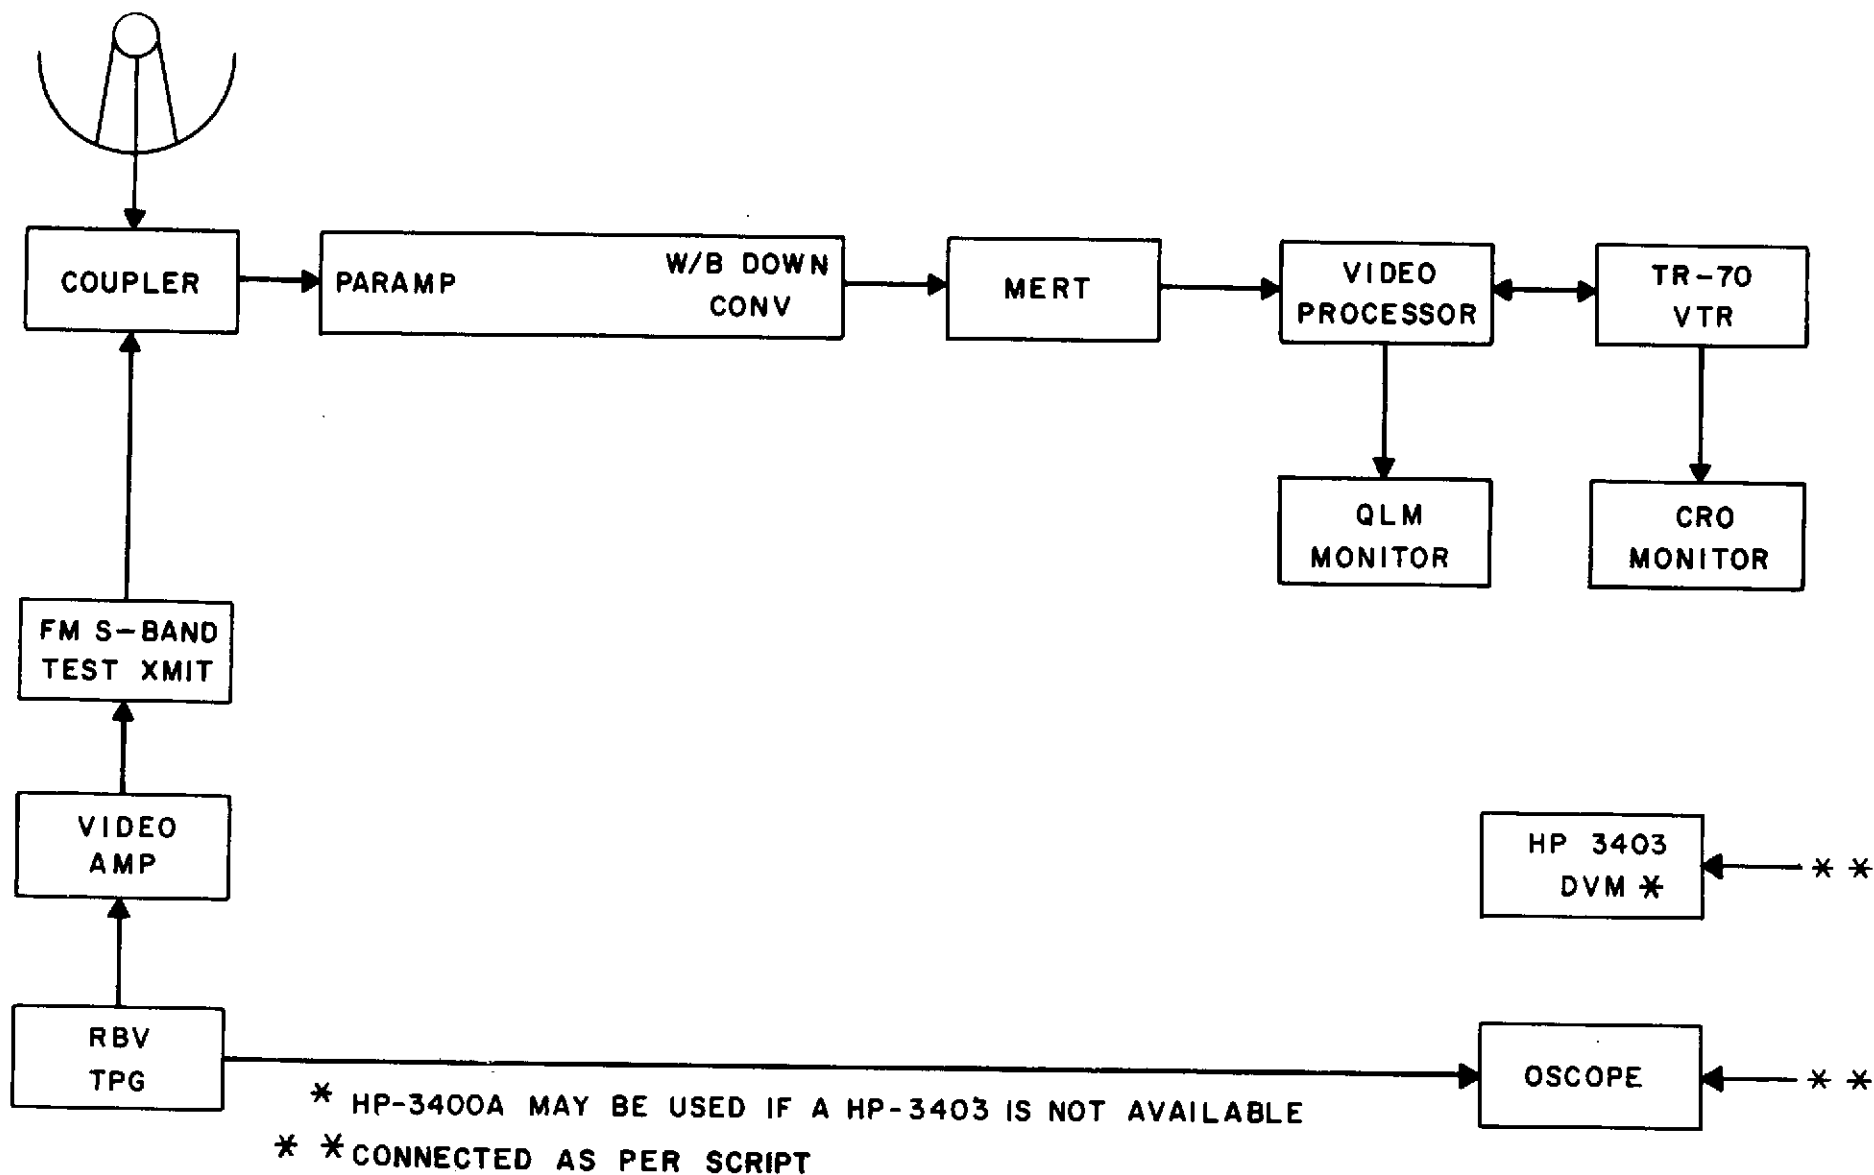 COUPLER
PARAMP
W/B DOWN
CONV
MERT
VIDEO
PROCESSOR
TR-70
VTR
QLM
MONITOR
CRO
MONITOR
FM S-BAND
TEST XMIT
VIDEO
AMP
HP 3403
DVM *
* *
RBV
TPG
OSCOPE
* *
* HP-3400A MAY BE USED IF A HP-3403 IS NOT AVAILABLE
* * CONNECTED AS PER SCRIPT